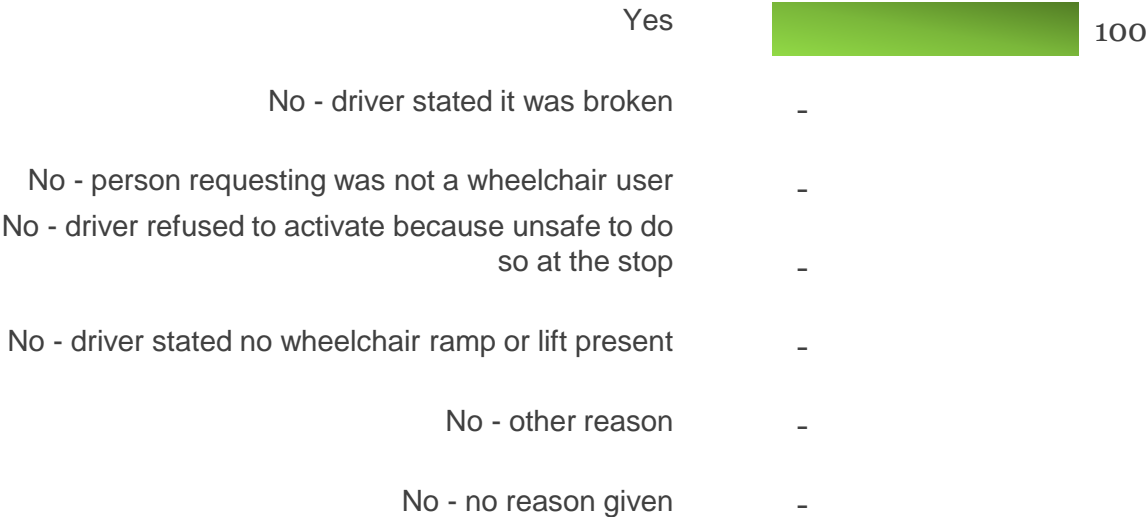 Yes 100
No - driver stated it was broken -
No - person requesting was not a wheelchair user -
No - driver refused to activate because unsafe to do
so at the stop -
No - driver stated no wheelchair ramp or lift present -
No - other reason -
No - no reason given -